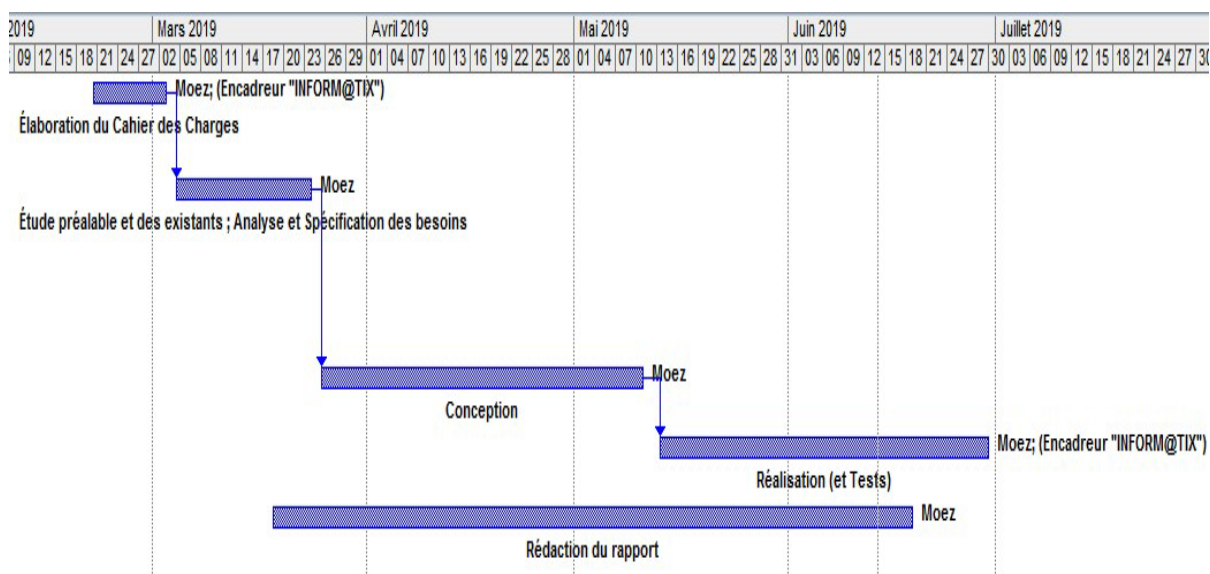 2019 Mars 2019 Avril 2019 Mai 2019 Juin 2019 Juillet 2019
09 12 15 18 21 24 27 02 05 08 11 14 17 20 23 26 29 01 04 07 10 13 16 19 22 25 28 01 04 07 10 13 16 19 22 25 28 31 03 06 09 12 15 18 21 24 27 30 03 06 09 12 15 18 21 24 27 30
Moez; (Encadreur "INFORM@TIX")
Élaboration du Cahier des Charges
Moez
Étude préalable et des existants ; Analyse et Spécification des besoins
Moez
Conception
Moez; (Encadreur "INFORM@TIX")
Réalisation (et Tests)
Moez
Rédaction du rapport